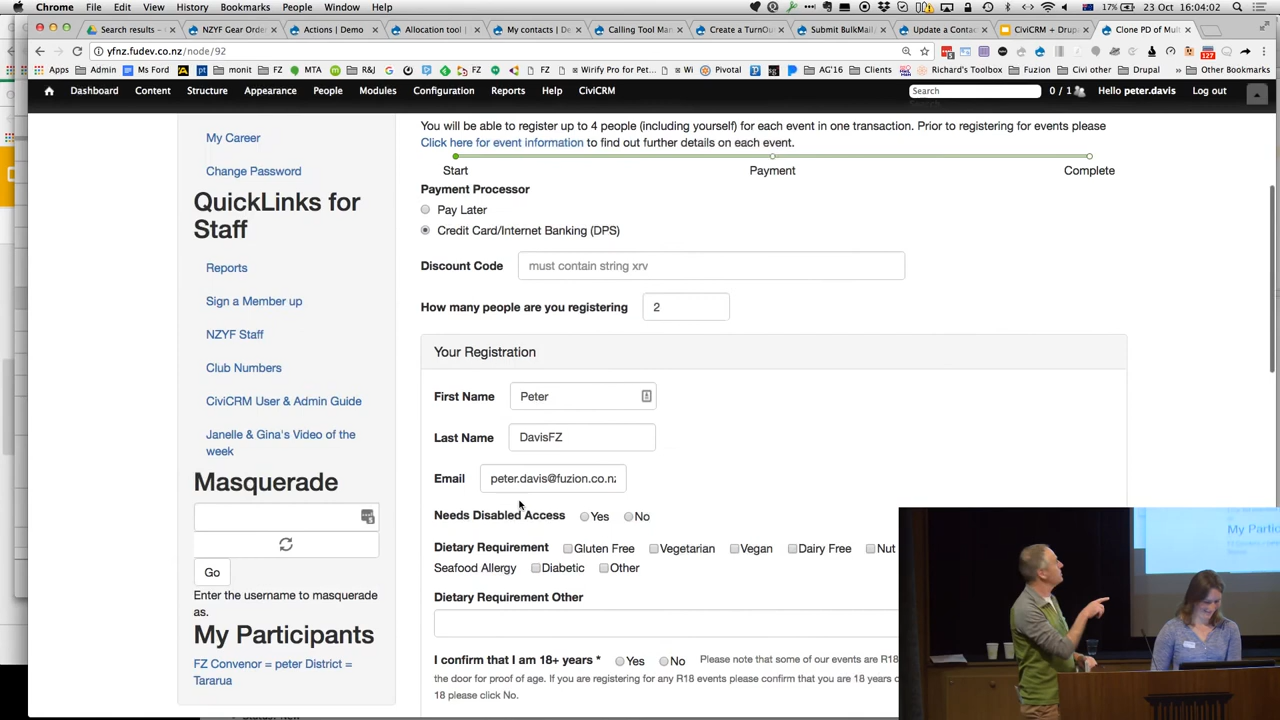 Chrome File Edit View History Bookmarks People Window Help 17% 23 Oct 16:04:02
Search results – NZYF Gear Order Actions | Demo Allocation tool | My contacts | De Calling Tool Ma Create a TurnOu Submit BulkMail Update a Contac CiviCRM + Drup Clone PD of Mult
yfnz.fudev.co.nz/node/92
Apps Admin Ms Ford monit FZ MTA R&J FZ FZ Wirify Pro for Pet… Wi Pivotal AG'16 Clients Richard's Toolbox Fuzion Civi other Drupal Other Bookmarks
Dashboard Content Structure Appearance People Modules Configuration Reports Help CiviCRM Search 0 / 1 Hello peter.davis Log out
You will be able to register up to 4 people (including yourself) for each event in one transaction. Prior to registering for events please
Click here for event information to find out further details on each event.
Start Payment Complete
Payment Processor
Pay Later
Credit Card/Internet Banking (DPS)
Discount Code must contain string xrv
How many people are you registering 2
Your Registration
First Name Peter
Last Name DavisFZ
Email peter.davis@fuzion.co.nz
Needs Disabled Access Yes No
Dietary Requirement Gluten Free Vegetarian Vegan Dairy Free Nut
Seafood Allergy Diabetic Other
Dietary Requirement Other
I confirm that I am 18+ years * Yes No Please note that some of our events are R18
the door for proof of age. If you are registering for any R18 events please confirm that you are 18 years
18 please click No.
My Career
Change Password
QuickLinks for
Staff
Reports
Sign a Member up
NZYF Staff
Club Numbers
CiviCRM User & Admin Guide
Janelle & Gina's Video of the
week
Masquerade
Go
Enter the username to masquerade
as.
My Participants
FZ Convenor = peter District =
Tararua
My Partic